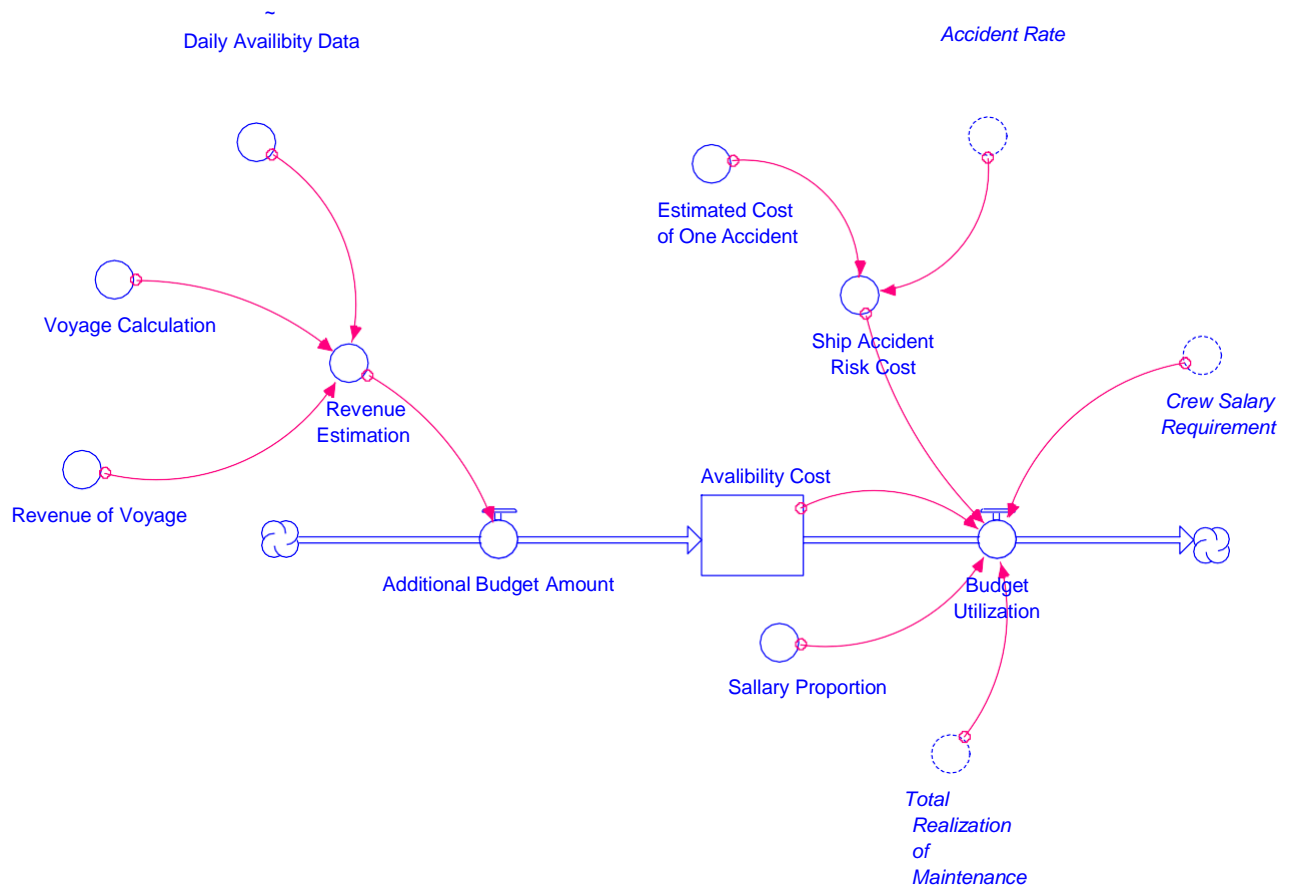 ~
Daily Availibity Data
Accident Rate
Estimated Cost
of One Accident
Voyage Calculation
Ship Accident
Risk Cost
Revenue
Estimation
Crew Salary
Requirement
Avalibility Cost
Revenue of Voyage
Additional Budget Amount
Budget
Utilization
Sallary Proportion
Total
Realization
of
Maintenance